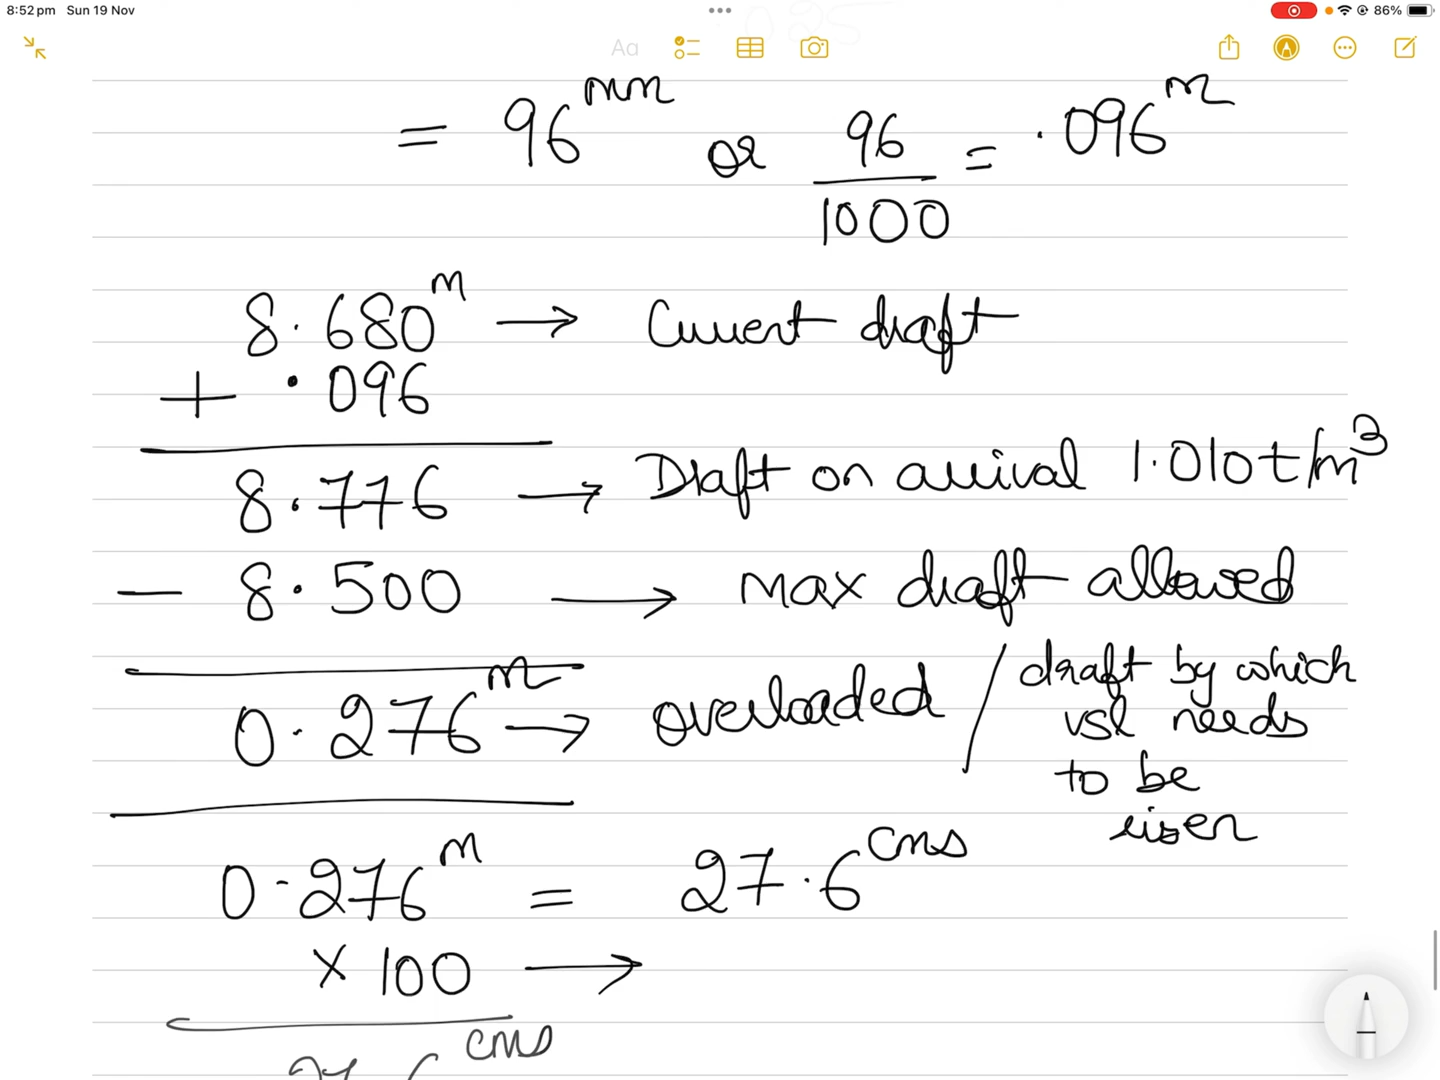 8:52 pm Sun 19 Nov
86%
Aa
= 96 mm or 96/1000 = .096 m
8.680 m → Current draft
+ .096
8.776 → Draft on arrival 1.010 t/m³
- 8.500 → max draft allowed
0.276 m → overloaded / draft by which
vsl needs
to be
risen
0.276 m = 27.6 cms
× 100 →
cms